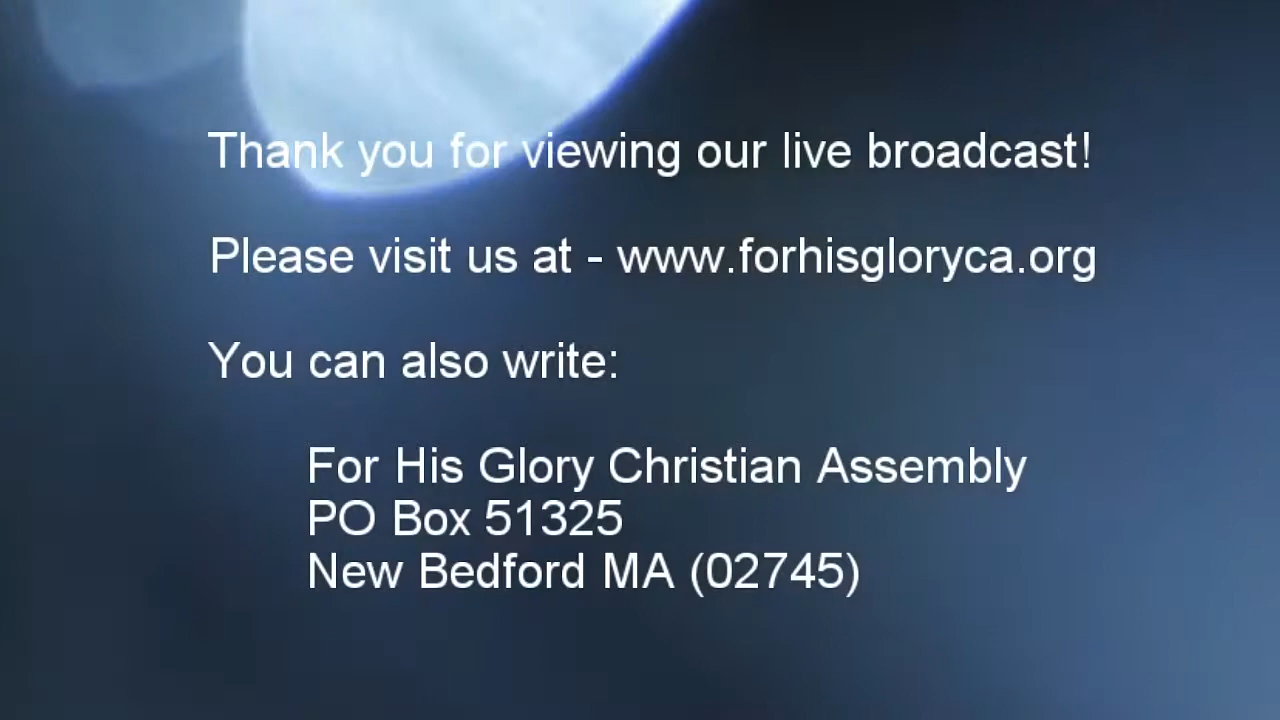 Thank you for viewing our live broadcast!
Please visit us at - www.forhisgloryca.org
You can also write:
For His Glory Christian Assembly
PO Box 51325
New Bedford MA (02745)